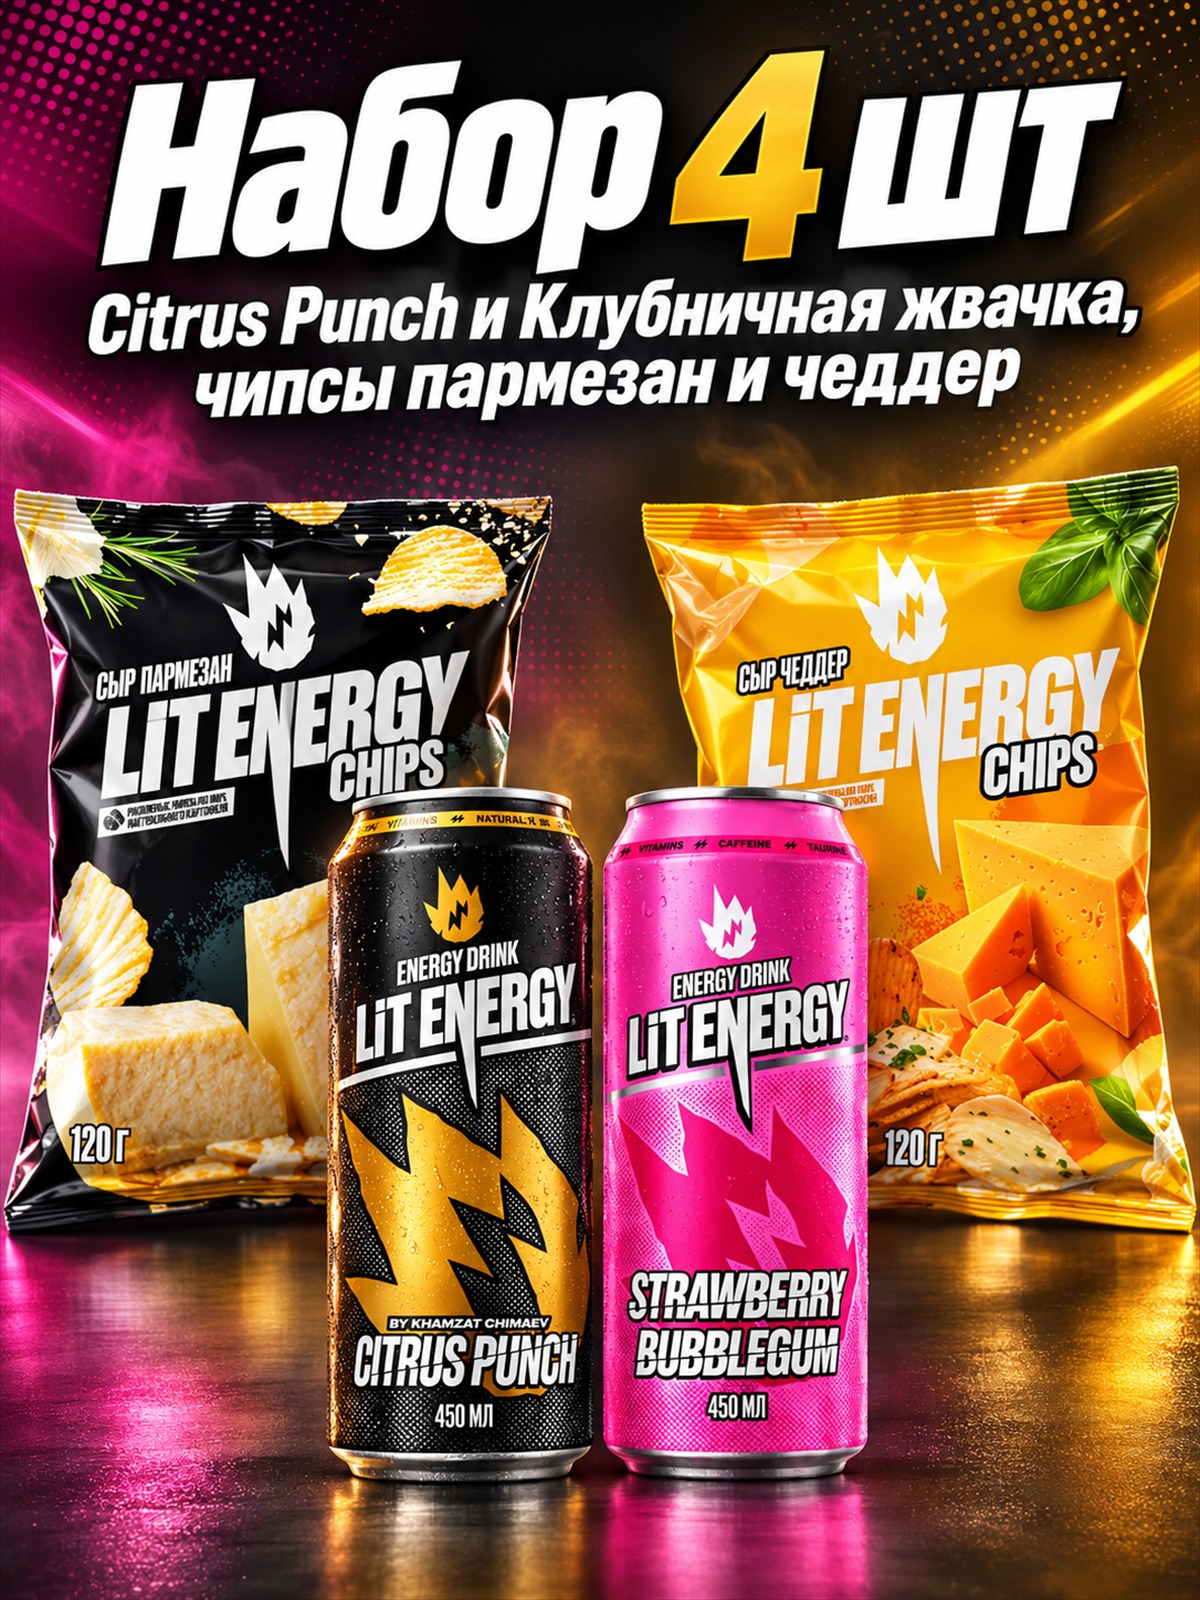 Набор 4 шт
Citrus Punch и Клубничная жвачка,
чипсы пармезан и чеддер
СЫР ПАРМЕЗАН
LIT ENERGY
CHIPS
120 Г
СЫР ЧЕДДЕР
LIT ENERGY
CHIPS
120 Г
VITAMINS NATURAL
ENERGY DRINK
LIT ENERGY
BY KHAMZAT CHIMAEV
CITRUS PUNCH
450 МЛ
VITAMINS CAFFEINE TAURINE
ENERGY DRINK
LIT ENERGY
STRAWBERRY
BUBBLEGUM
450 МЛ